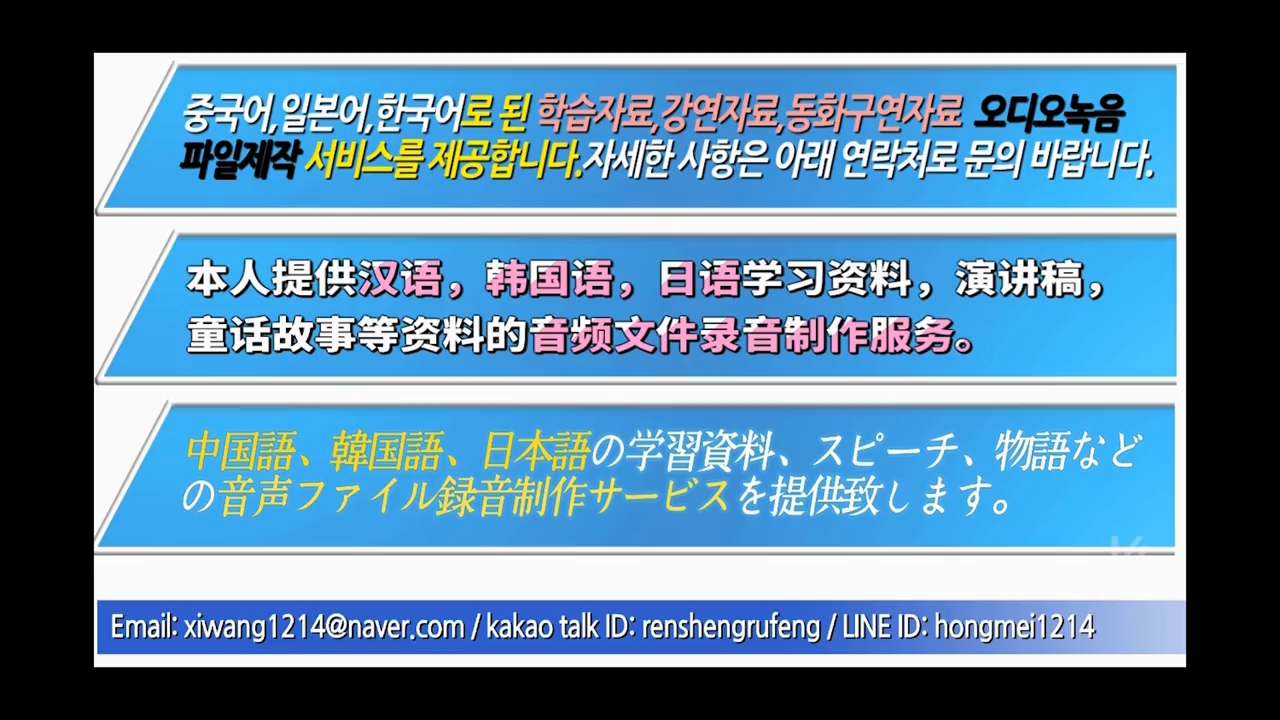 중국어,일본어,한국어로 된 학습자료,강연자료,동화구연자료 오디오녹음
파일제작 서비스를 제공합니다.자세한 사항은 아래 연락처로 문의 바랍니다.
本人提供汉语，韩国语，日语学习资料，演讲稿，
童话故事等资料的音频文件录音制作服务。
中国語、韓国語、日本語の学習資料、スピーチ、物語など
の音声ファイル録音制作サービスを提供致します。
Email: xiwang1214@naver.com / kakao talk ID: renshengrufeng / LINE ID: hongmei1214